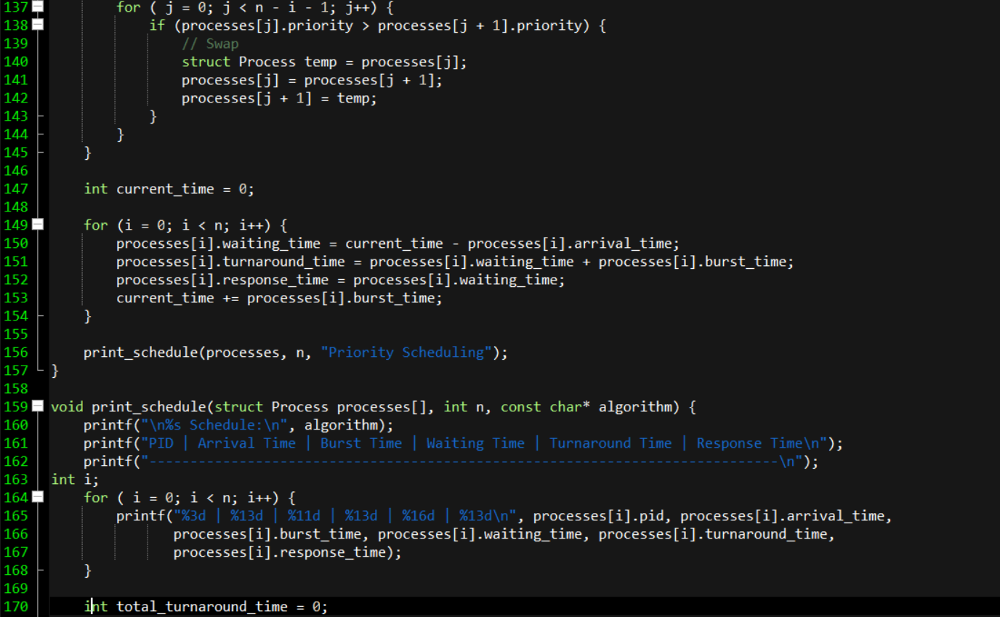 137 for ( j = 0; j < n - i - 1; j++) {
138 if (processes[j].priority > processes[j + 1].priority) {
139 // Swap
140 struct Process temp = processes[j];
141 processes[j] = processes[j + 1];
142 processes[j + 1] = temp;
143 }
144 }
145 }
146
147 int current_time = 0;
148
149 for (i = 0; i < n; i++) {
150 processes[i].waiting_time = current_time - processes[i].arrival_time;
151 processes[i].turnaround_time = processes[i].waiting_time + processes[i].burst_time;
152 processes[i].response_time = processes[i].waiting_time;
153 current_time += processes[i].burst_time;
154 }
155
156 print_schedule(processes, n, "Priority Scheduling");
157 }
158
159 void print_schedule(struct Process processes[], int n, const char* algorithm) {
160 printf("\n%s Schedule:\n", algorithm);
161 printf("PID | Arrival Time | Burst Time | Waiting Time | Turnaround Time | Response Time\n");
162 printf("-----------------------------------------------------------------------------\n");
163 int i;
164 for ( i = 0; i < n; i++) {
165 printf("%3d | %13d | %11d | %13d | %16d | %13d\n", processes[i].pid, processes[i].arrival_time,
166 processes[i].burst_time, processes[i].waiting_time, processes[i].turnaround_time,
167 processes[i].response_time);
168 }
169
170 int total_turnaround_time = 0;